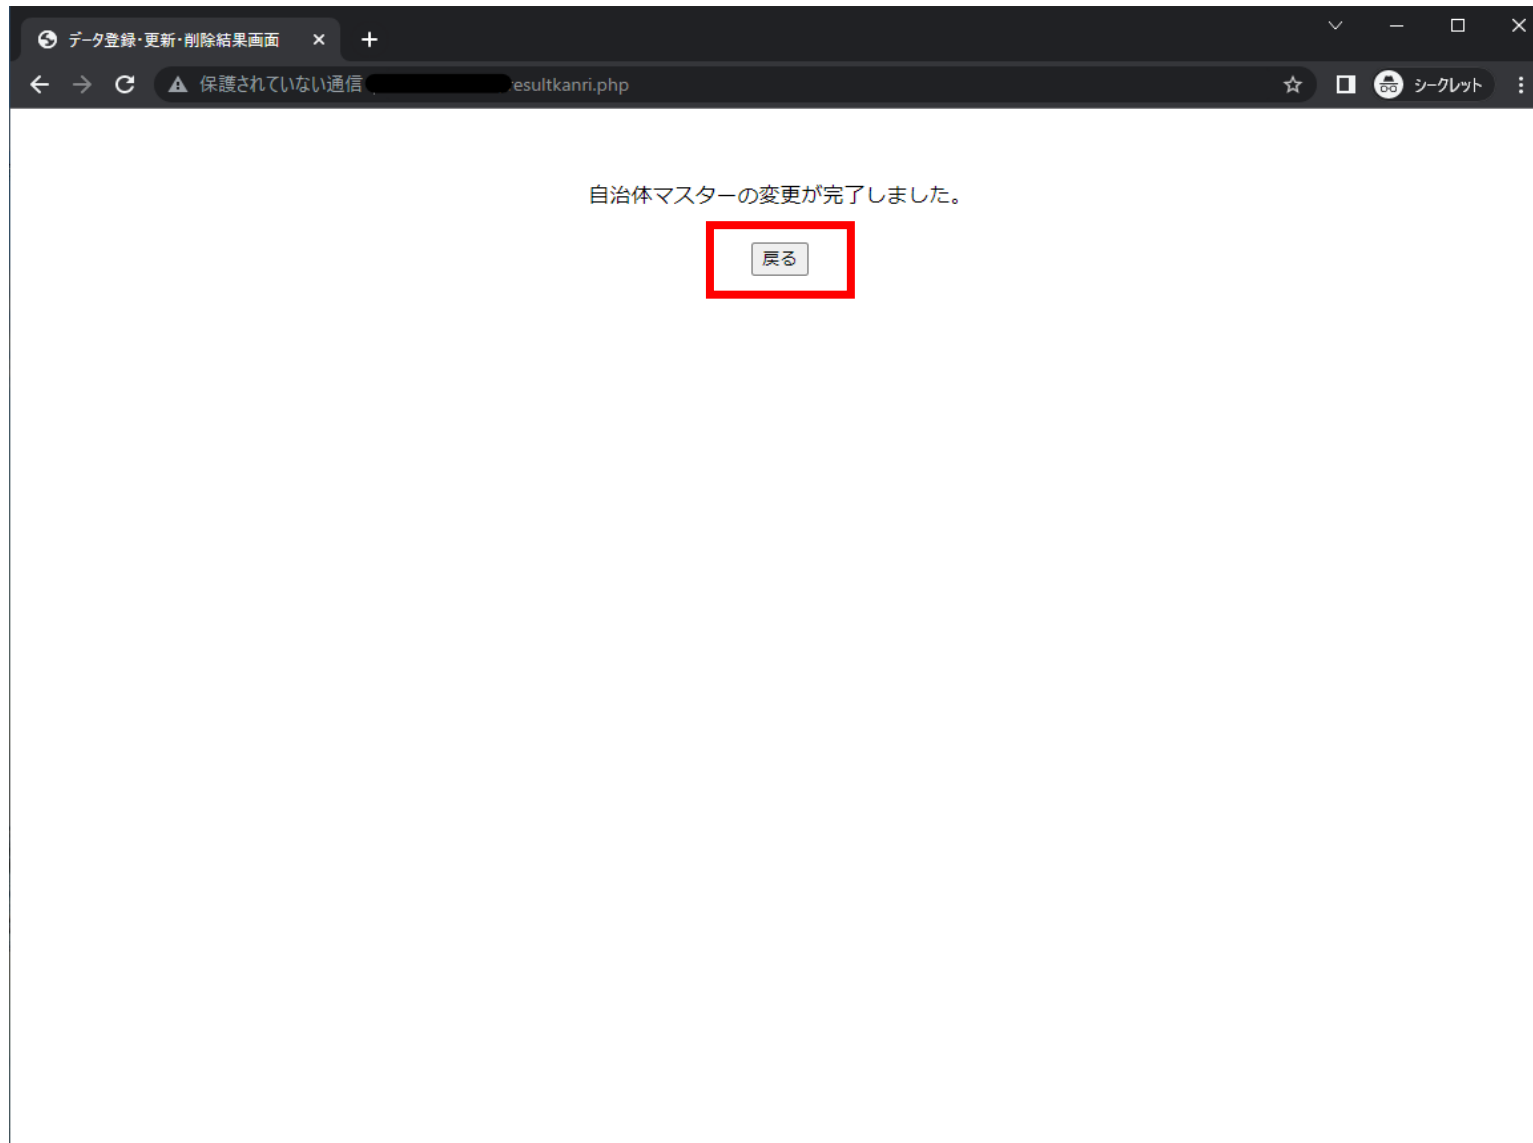 データ登録・更新・削除結果画面
保護されていない通信
esultkanri.php
シークレット
自治体マスターの変更が完了しました。
戻る